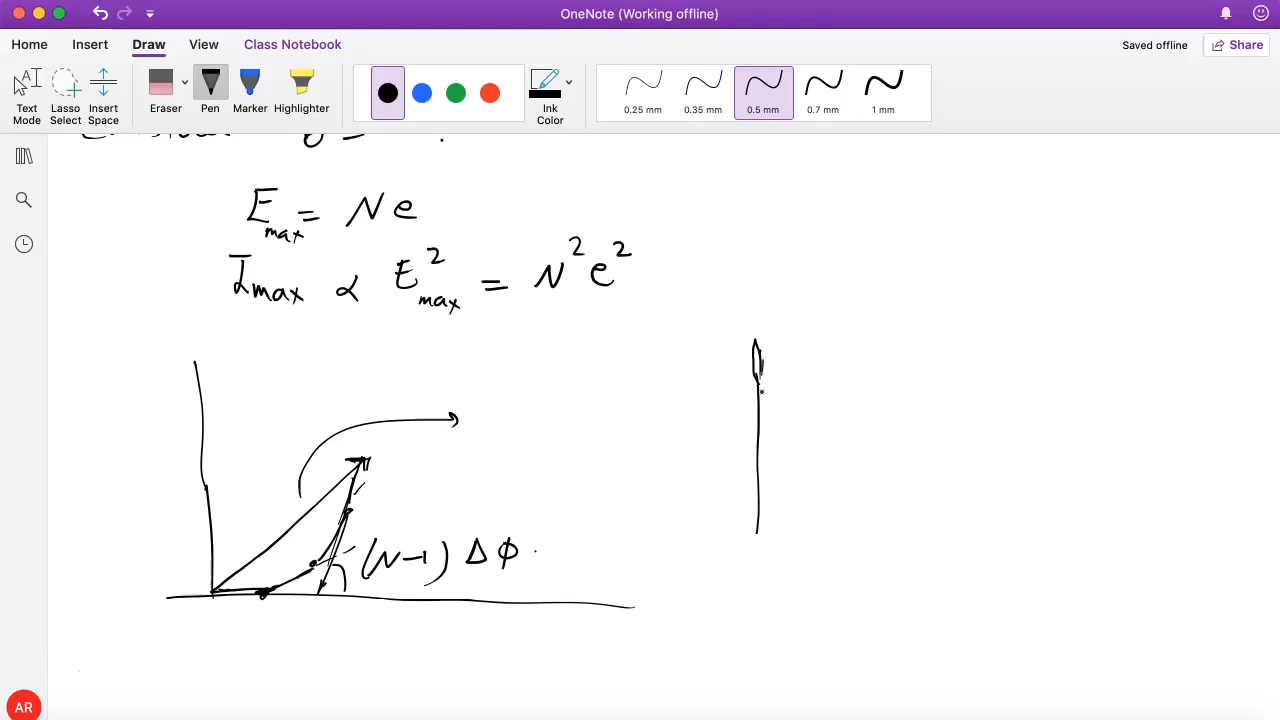 OneNote (Working offline)
Home Insert Draw View Class Notebook
Saved offline Share
Text Mode
Lasso Select
Insert Space
Eraser
Pen
Marker
Highlighter
Ink Color
0.25 mm
0.35 mm
0.5 mm
0.7 mm
1 mm
E_max = N e
I_max ∝ E²_max = N² e²
(N-1) Δφ
AR